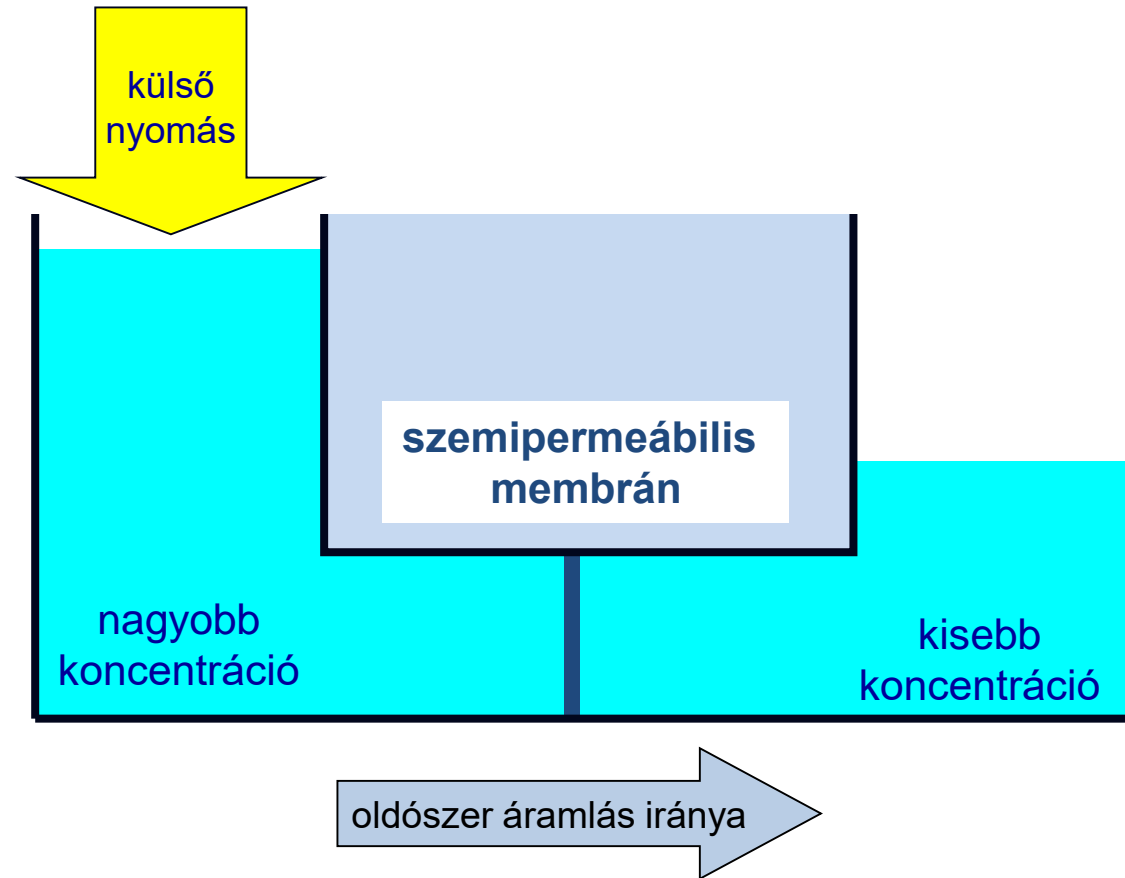 külső
nyomás
szemipermeábilis
membrán
nagyobb
koncentráció
kisebb
koncentráció
oldószer áramlás iránya